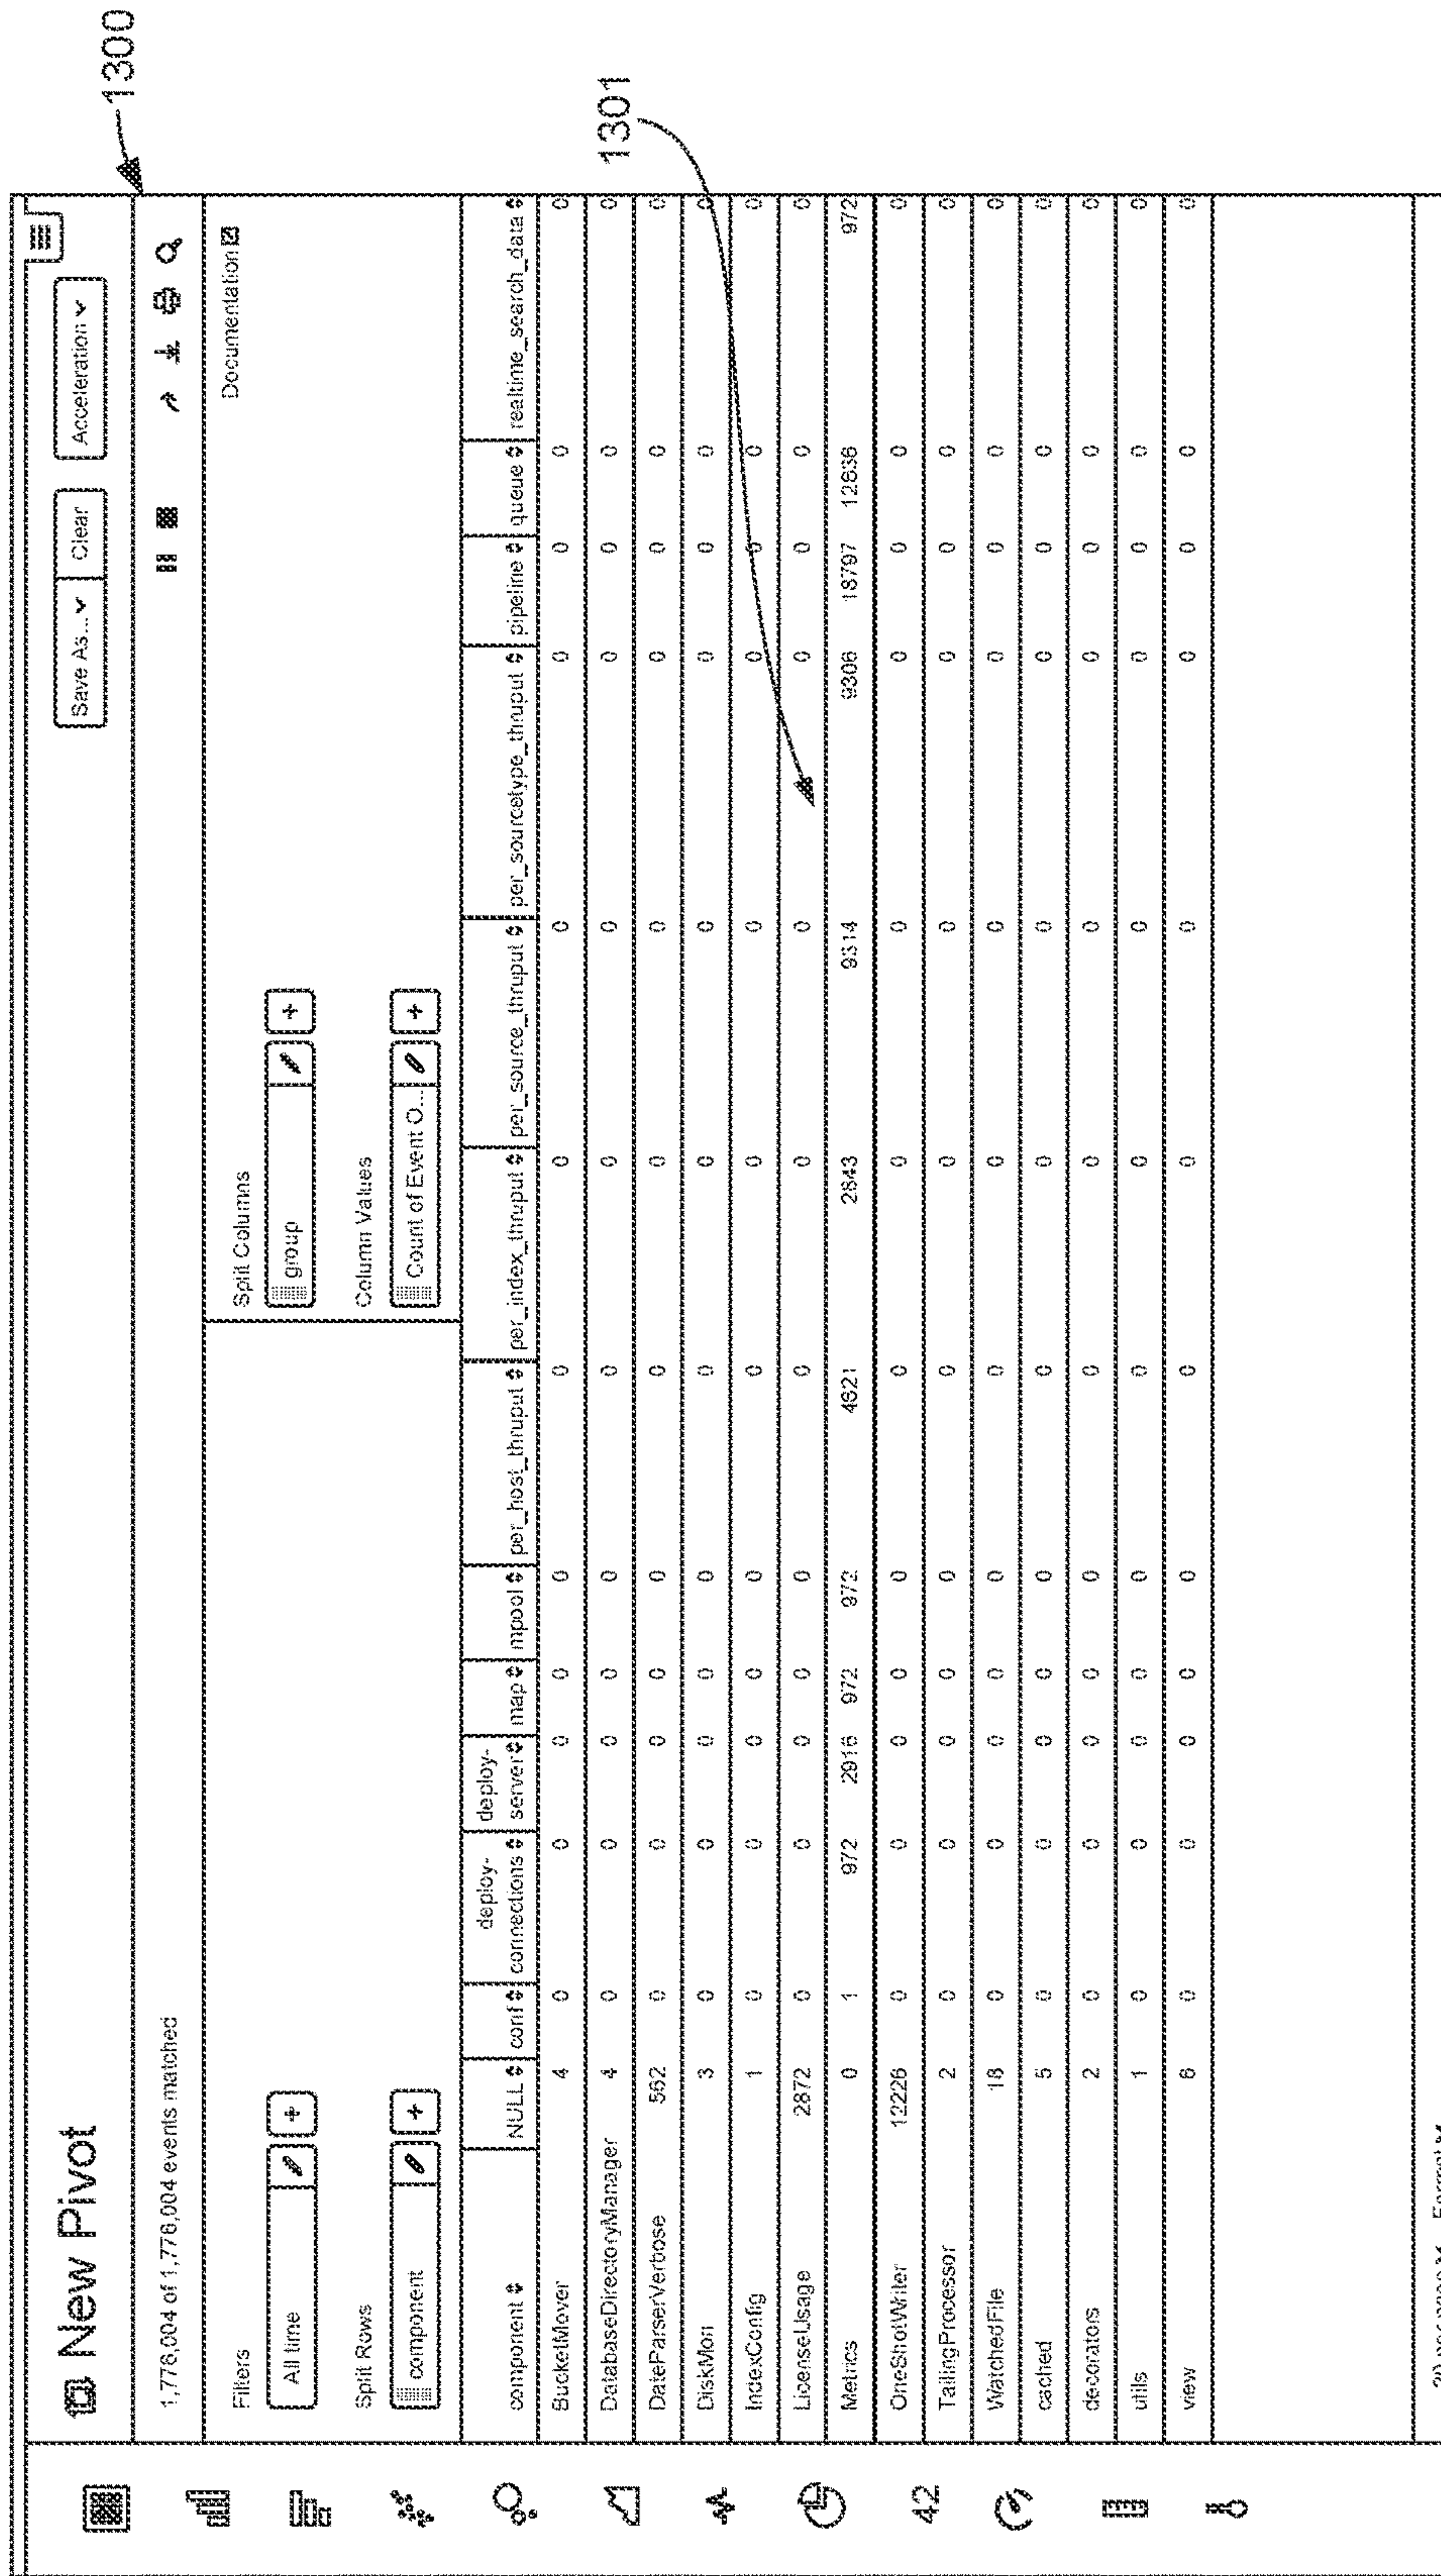 1300
New Pivot
Save As... Clear Acceleration
1,776,004 of 1,776,004 events matched
Filters Split Columns Documentation
All time + group +
Split Rows Column Values
component + Count of Event O... +
1301
component NULL conf deploy-connections deploy-server map mpool per_host_thruput per_index_thruput per_source_thruput per_sourcetype_thruput pipeline queue realtime_search_data
BucketMover 4 0 0 0 0 0 0 0 0 0 0 0 0
DatabaseDirectoryManager 4 0 0 0 0 0 0 0 0 0 0 0 0
DateParserVerbose 562 0 0 0 0 0 0 0 0 0 0 0 0
DiskMon 3 0 0 0 0 0 0 0 0 0 0 0 0
IndexConfig 1 0 0 0 0 0 0 0 0 0 0 0 0
LicenseUsage 2872 0 0 0 0 0 0 0 0 0 0 0 0
Metrics 0 1 972 2916 972 972 4621 2643 9314 9306 18797 12636 972
OneShotWriter 12226 0 0 0 0 0 0 0 0 0 0 0 0
TailingProcessor 2 0 0 0 0 0 0 0 0 0 0 0 0
WatchedFile 18 0 0 0 0 0 0 0 0 0 0 0 0
cached 5 0 0 0 0 0 0 0 0 0 0 0 0
decorators 2 0 0 0 0 0 0 0 0 0 0 0 0
utils 1 0 0 0 0 0 0 0 0 0 0 0 0
view 6 0 0 0 0 0 0 0 0 0 0 0 0
42